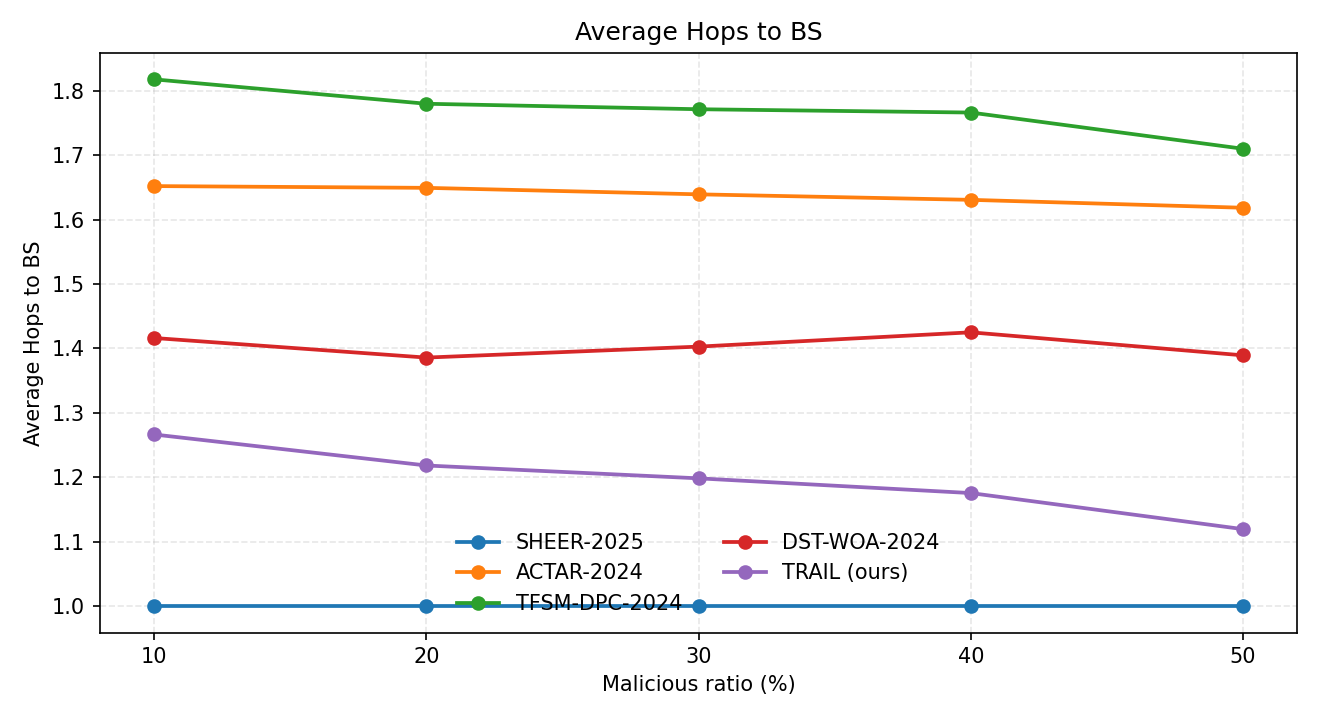 Average Hops to BS
Average Hops to BS
1.8
1.7
1.6
1.5
1.4
1.3
1.2
1.1
1.0
SHEER-2025
ACTAR-2024
TFSM-DPC-2024
DST-WOA-2024
TRAIL (ours)
10 20 30 40 50
Malicious ratio (%)